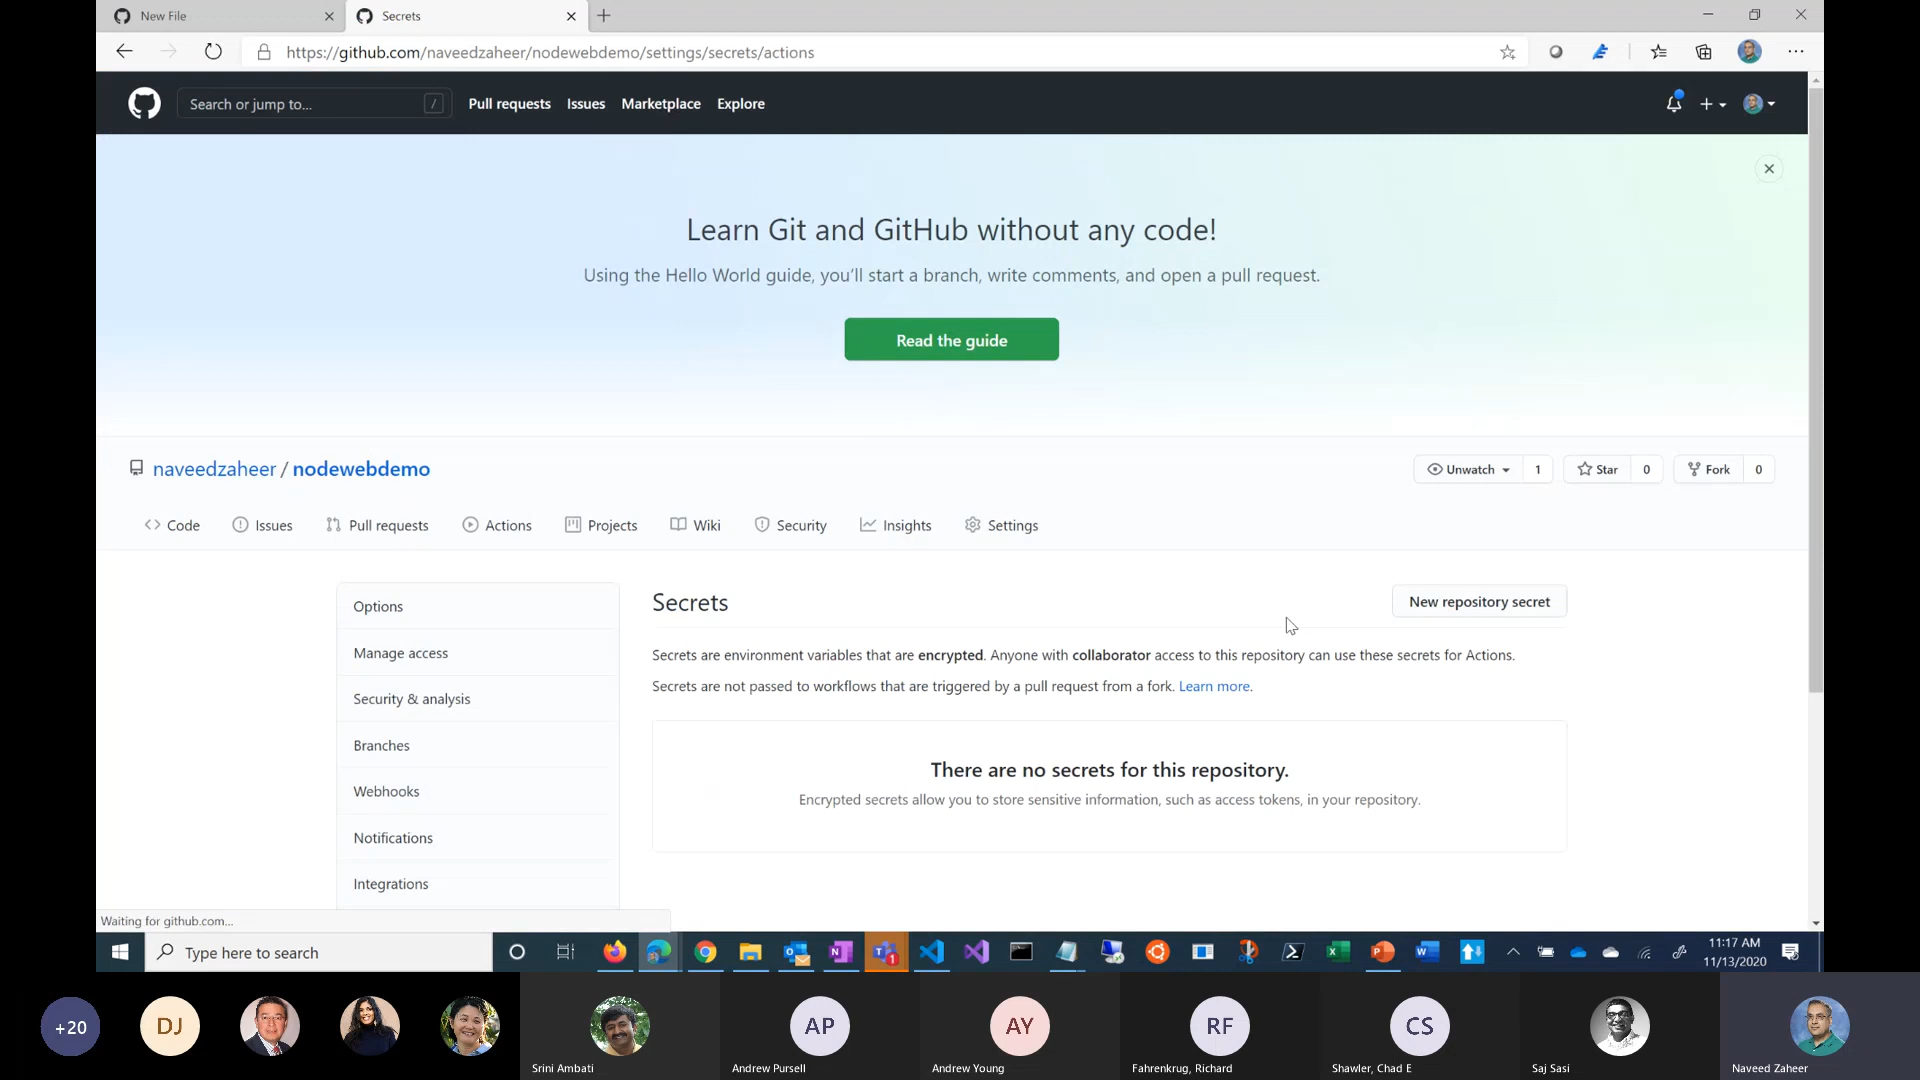 New File
Secrets
https://github.com/naveedzaheer/nodewebdemo/settings/secrets/actions
Search or jump to...
/
Pull requests
Issues
Marketplace
Explore
Learn Git and GitHub without any code!
Using the Hello World guide, you'll start a branch, write comments, and open a pull request.
Read the guide
naveedzaheer / nodewebdemo
Unwatch 1
Star 0
Fork 0
Code
Issues
Pull requests
Actions
Projects
Wiki
Security
Insights
Settings
Options
Manage access
Security & analysis
Branches
Webhooks
Notifications
Integrations
Secrets
New repository secret
Secrets are environment variables that are encrypted. Anyone with collaborator access to this repository can use these secrets for Actions.
Secrets are not passed to workflows that are triggered by a pull request from a fork. Learn more.
There are no secrets for this repository.
Encrypted secrets allow you to store sensitive information, such as access tokens, in your repository.
Waiting for github.com...
Type here to search
11:17 AM
11/13/2020
+20
DJ
AP
AY
RF
CS
Srini Ambati
Andrew Pursell
Andrew Young
Fahrenkrug, Richard
Shawler, Chad E
Saj Sasi
Naveed Zaheer